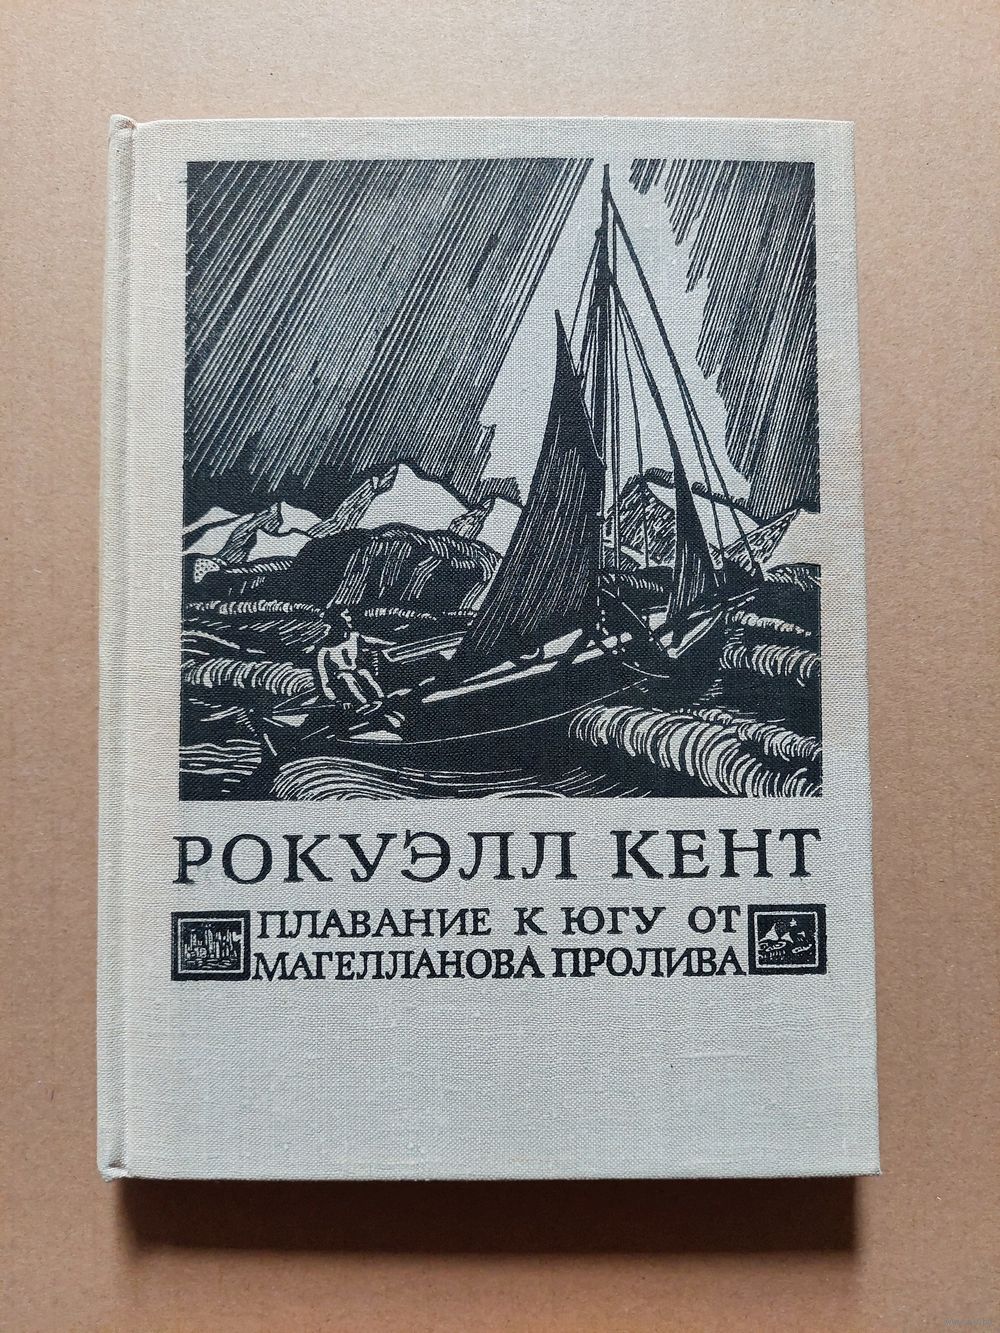 РОКУЭЛЛ КЕНТ
ПЛАВАНИЕ К ЮГУ ОТ
МАГЕЛЛАНОВА ПРОЛИВА